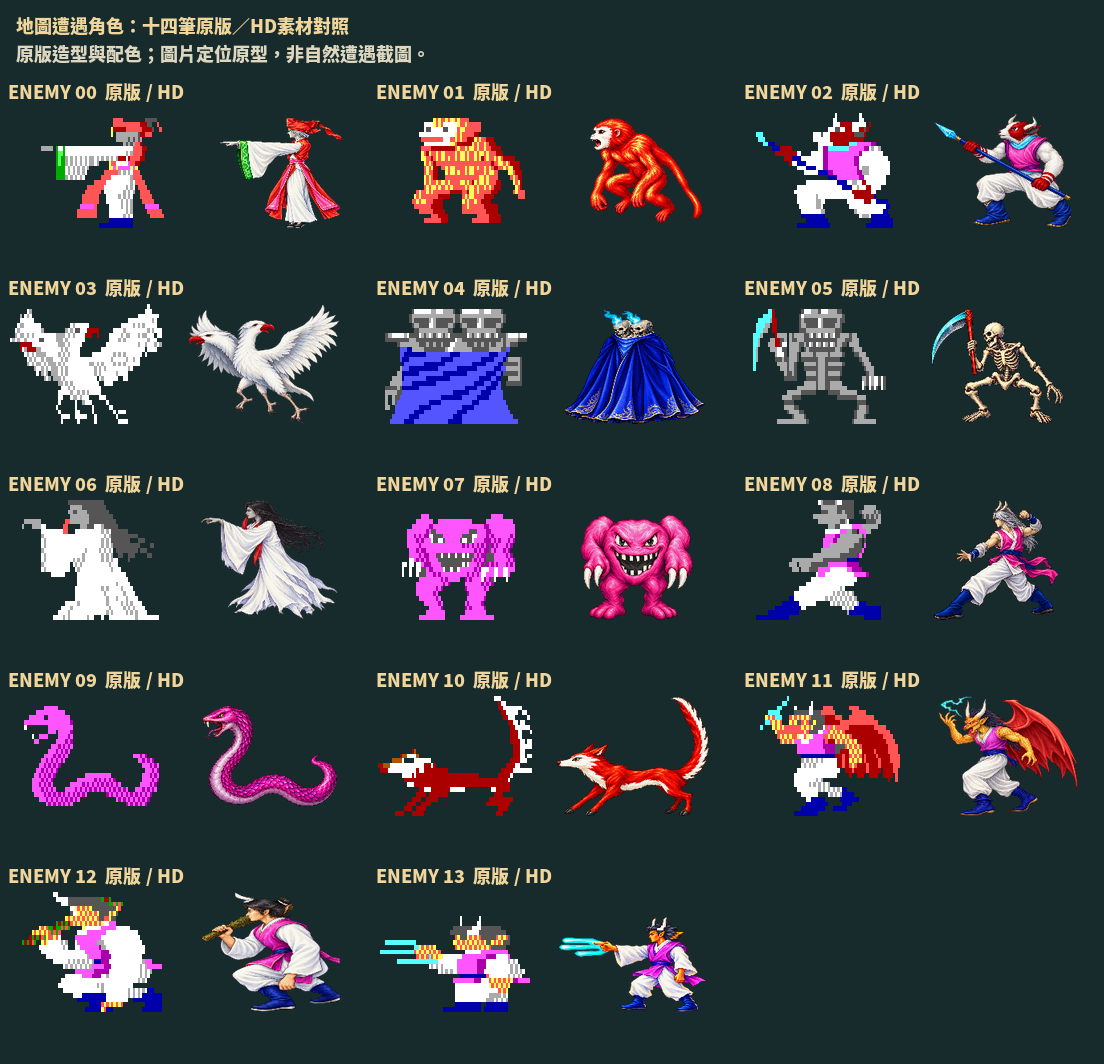 地圖遭遇角色：十四筆原版／HD素材對照
原版造型與配色；圖片定位原型，非自然遭遇截圖。
ENEMY 00 原版 / HD
ENEMY 01 原版 / HD
ENEMY 02 原版 / HD
ENEMY 03 原版 / HD
ENEMY 04 原版 / HD
ENEMY 05 原版 / HD
ENEMY 06 原版 / HD
ENEMY 07 原版 / HD
ENEMY 08 原版 / HD
ENEMY 09 原版 / HD
ENEMY 10 原版 / HD
ENEMY 11 原版 / HD
ENEMY 12 原版 / HD
ENEMY 13 原版 / HD